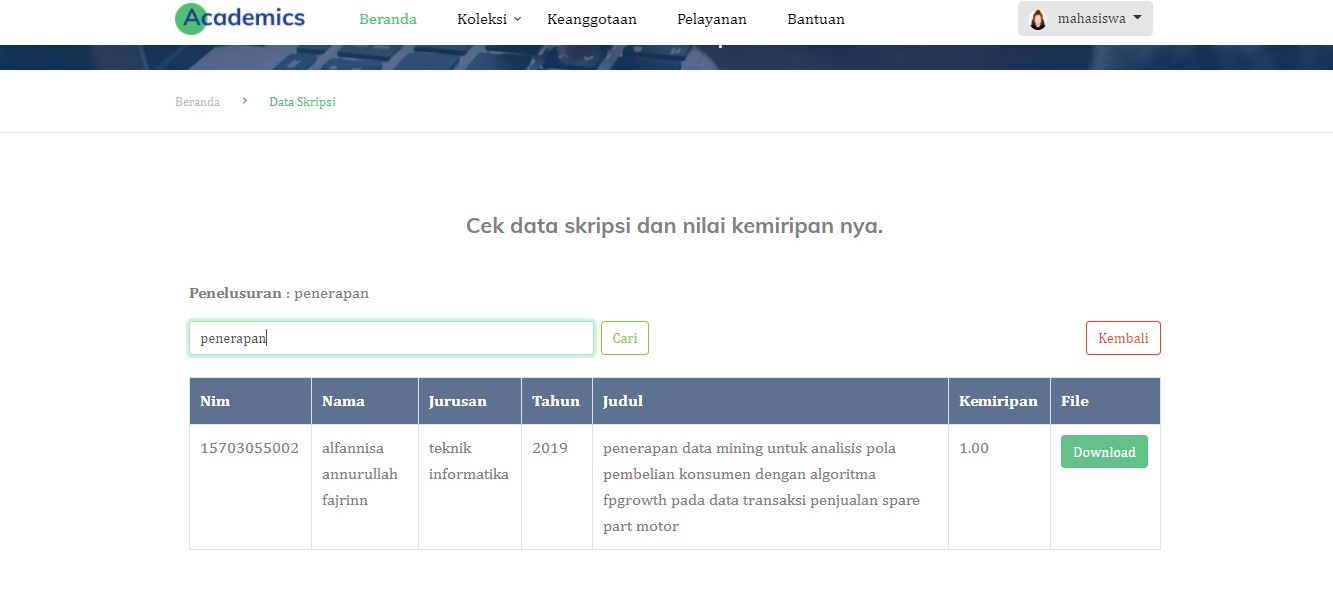 Academics Beranda Koleksi Keanggotaan Pelayanan Bantuan mahasiswa
Beranda > Data Skripsi
Cek data skripsi dan nilai kemiripan nya.
Penelusuran : penerapan
penerapan Cari Kembali
Nim Nama Jurusan Tahun Judul Kemiripan File
15703055002 alfannisa teknik 2019 penerapan data mining untuk analisis pola 1.00 Download
annurullah informatika pembelian konsumen dengan algoritma
fajrinn fpgrowth pada data transaksi penjualan spare
part motor